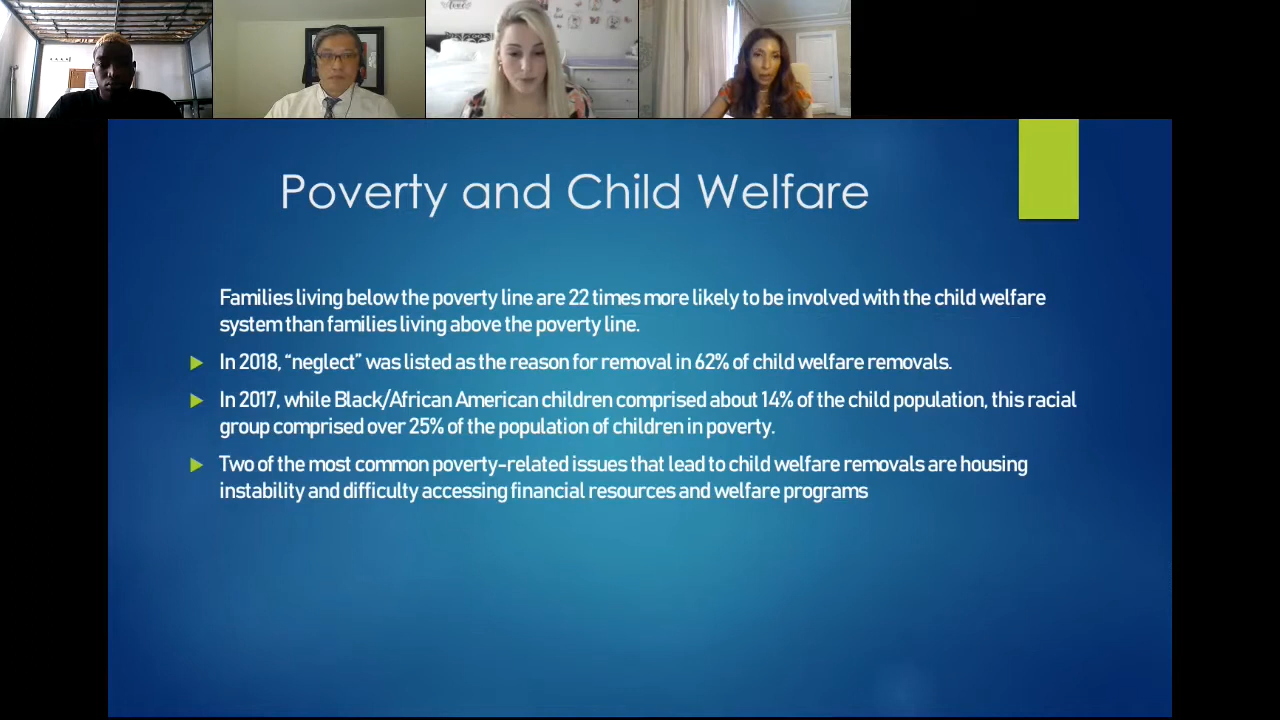 Poverty and Child Welfare
Families living below the poverty line are 22 times more likely to be involved with the child welfare
system than families living above the poverty line.
In 2018, “neglect” was listed as the reason for removal in 62% of child welfare removals.
In 2017, while Black/African American children comprised about 14% of the child population, this racial
group comprised over 25% of the population of children in poverty.
Two of the most common poverty-related issues that lead to child welfare removals are housing
instability and difficulty accessing financial resources and welfare programs